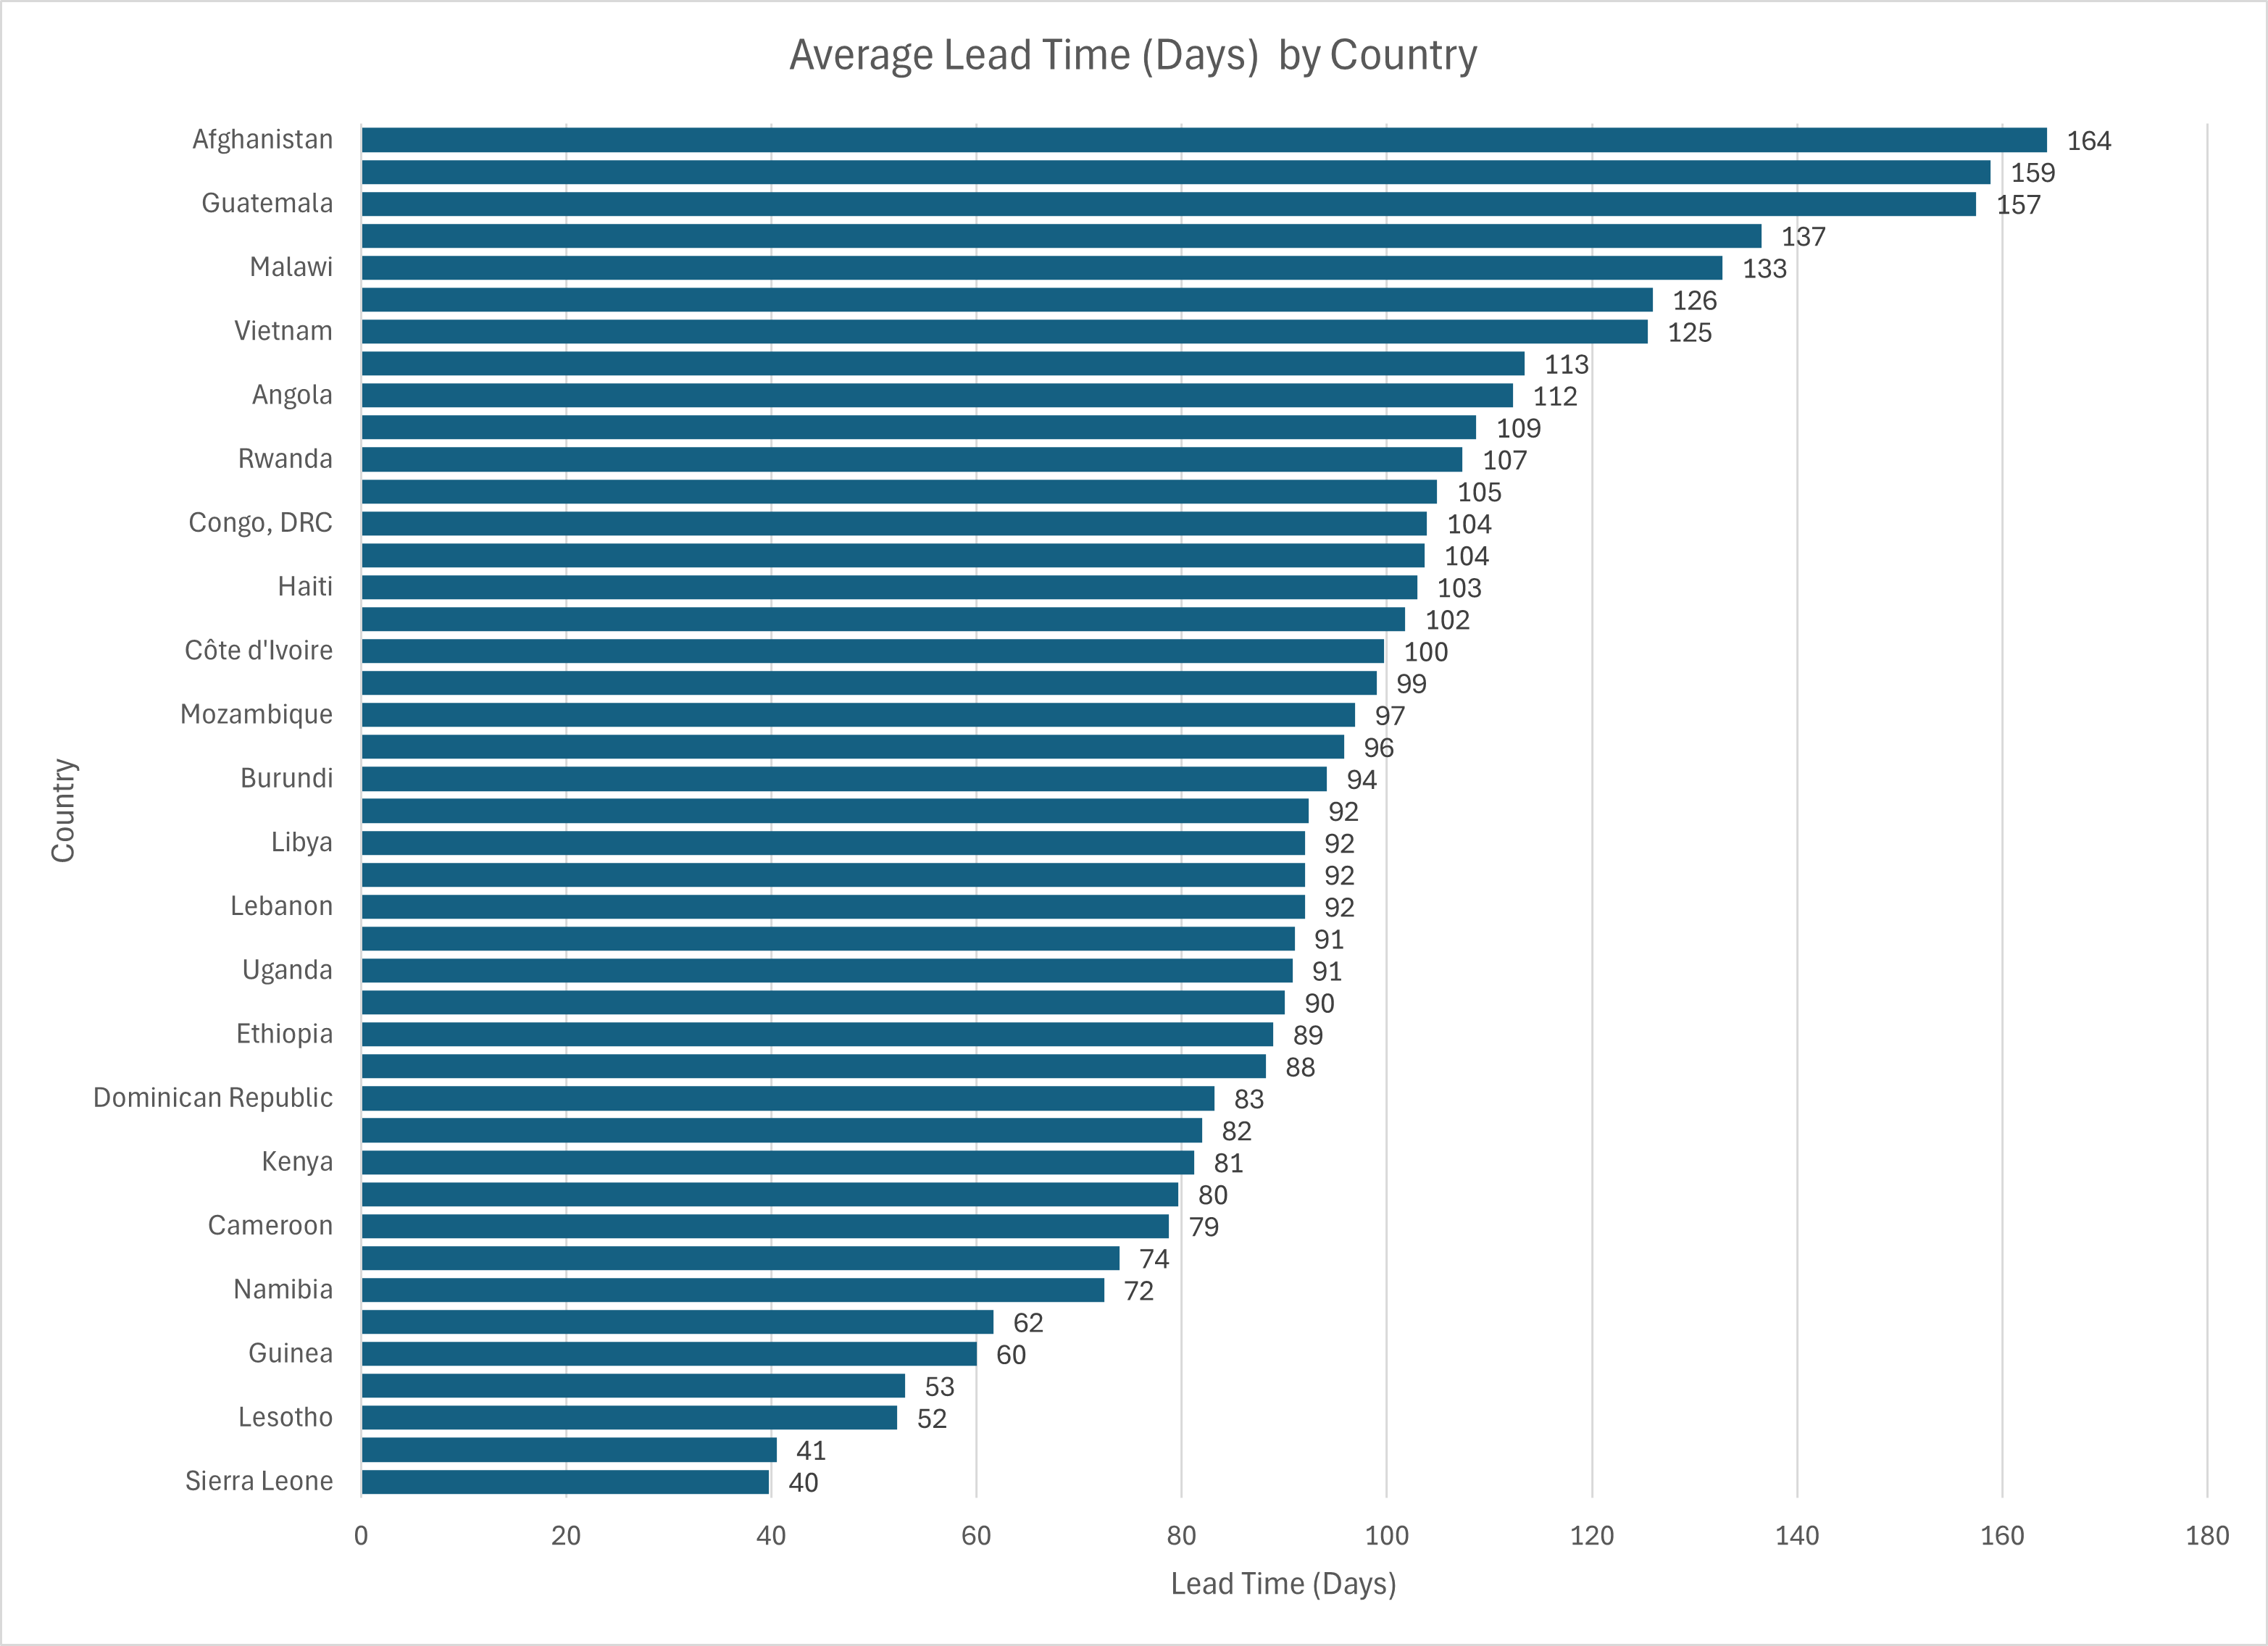 Average Lead Time (Days)  by Country
Afghanistan 164
159
Guatemala 157
137
Malawi 133
126
Vietnam 125
113
Angola 112
109
Rwanda 107
105
Congo, DRC 104
104
Haiti 103
102
Côte d'Ivoire 100
99
Mozambique 97
96
Burundi 94
92
Libya 92
92
Lebanon 92
91
Uganda 91
90
Ethiopia 89
88
Dominican Republic 83
82
Kenya 81
80
Cameroon 79
74
Namibia 72
62
Guinea 60
53
Lesotho 52
41
Sierra Leone 40
Country
0 20 40 60 80 100 120 140 160 180
Lead Time (Days)